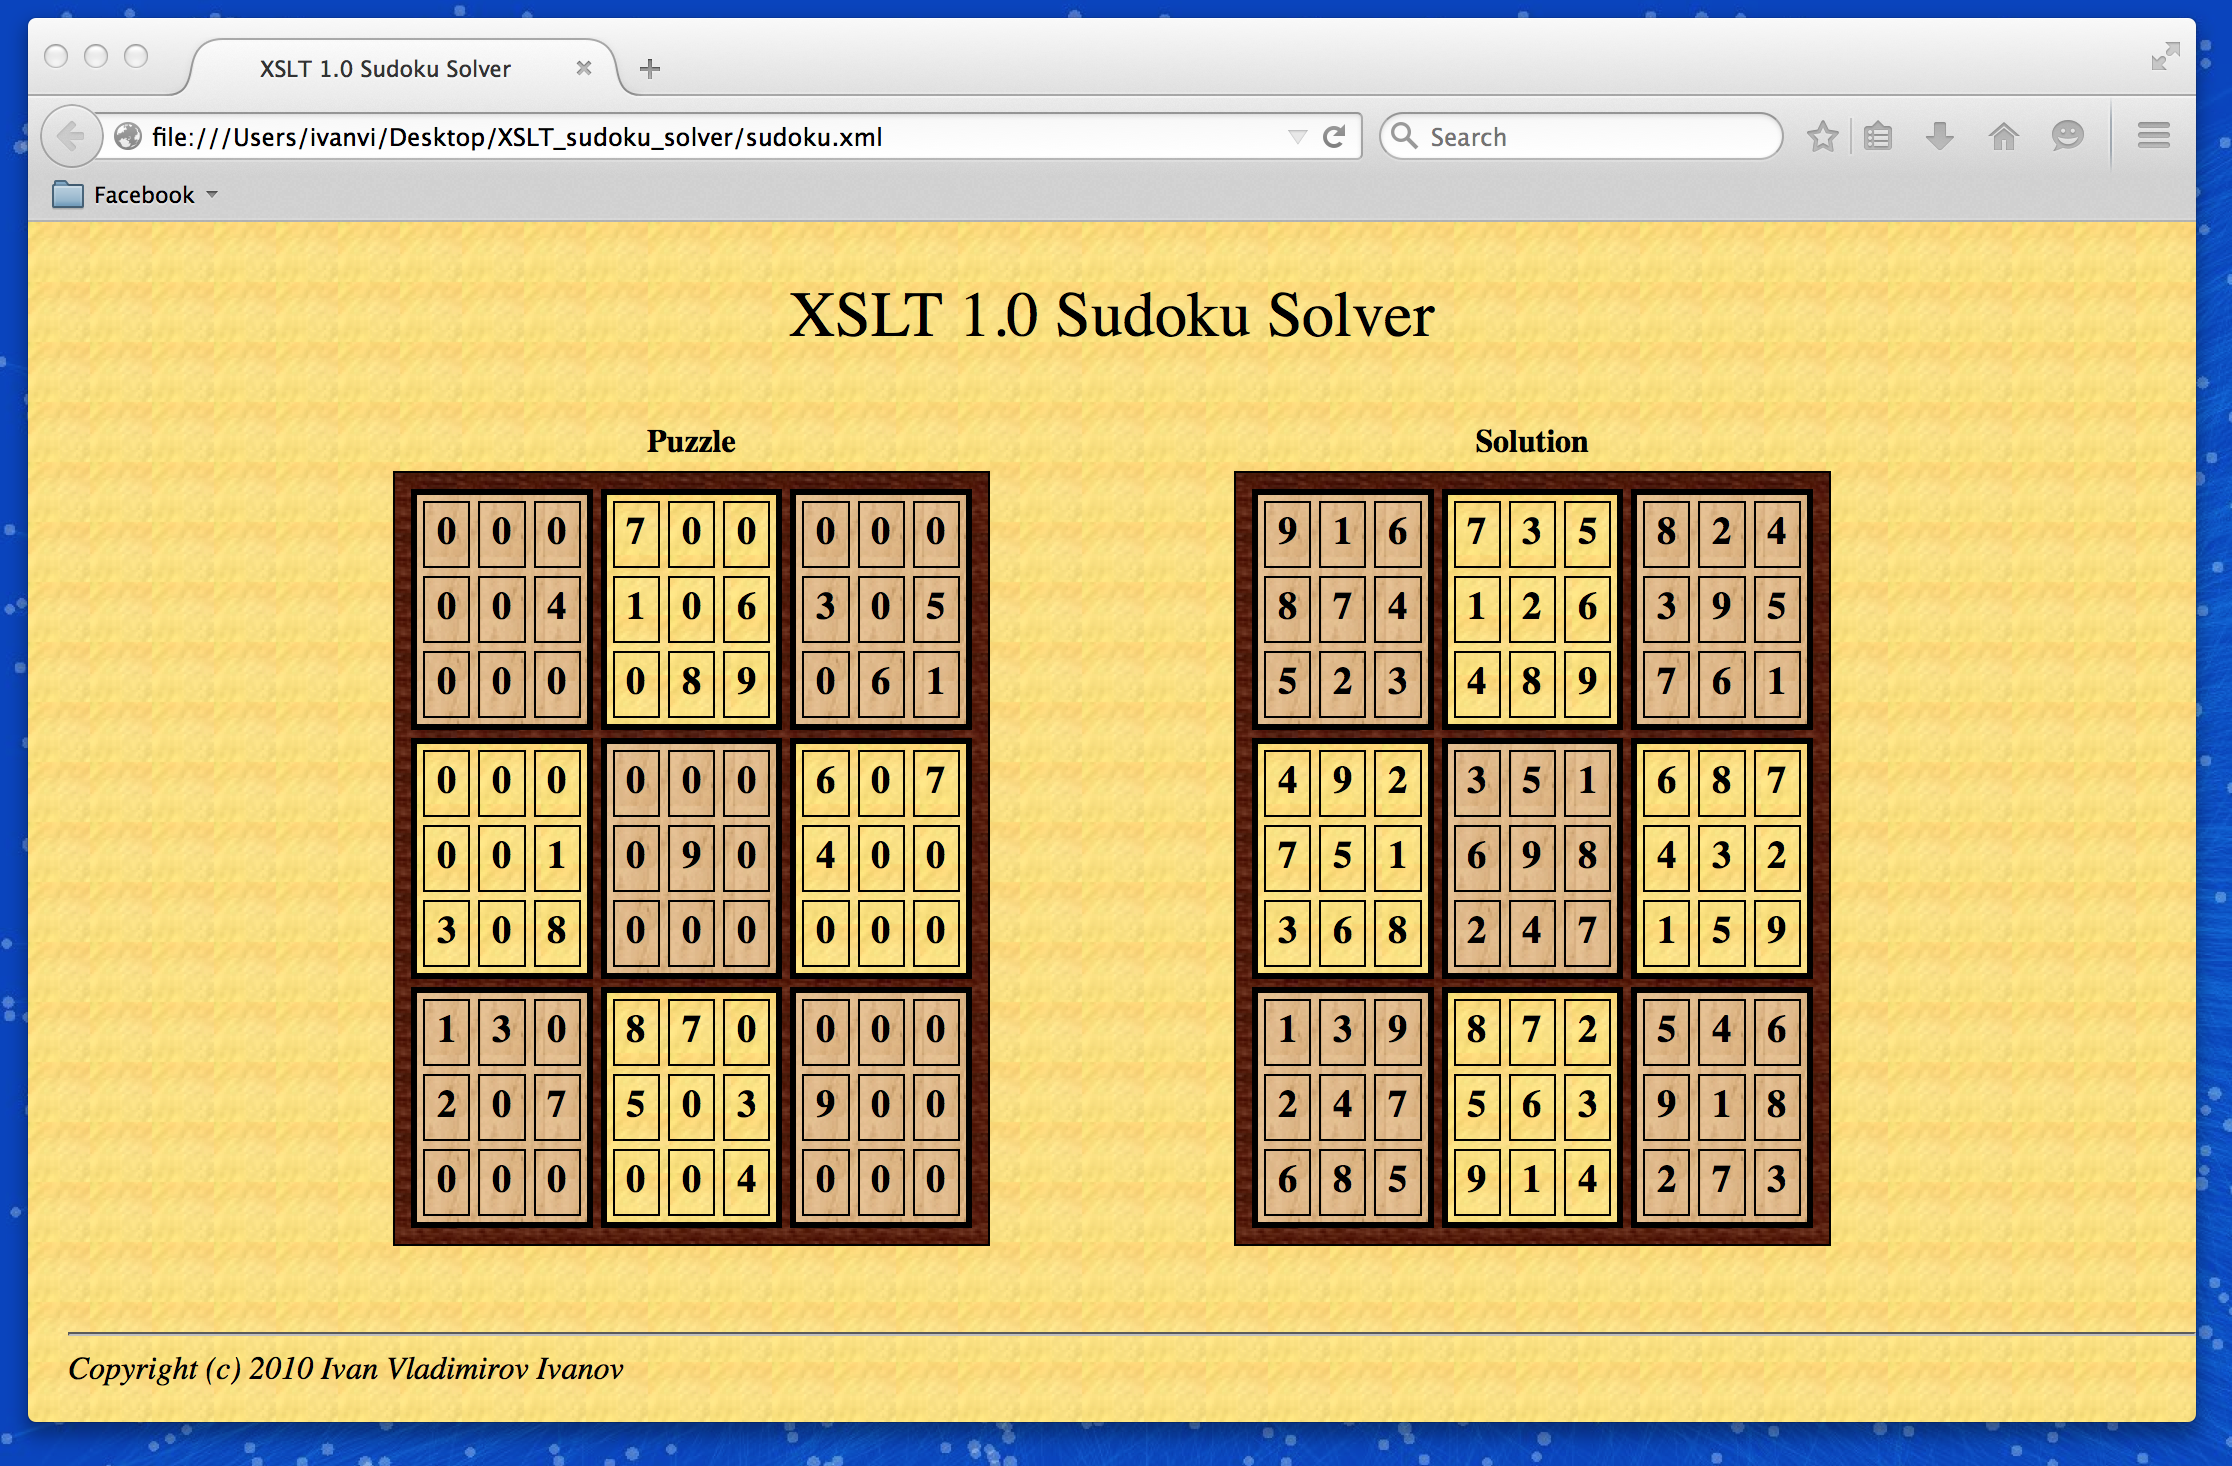 XSLT 1.0 Sudoku Solver
file:///Users/ivanvi/Desktop/XSLT_sudoku_solver/sudoku.xml
Search
Facebook
XSLT 1.0 Sudoku Solver
Puzzle
0 0 0 7 0 0 0 0 0
0 0 4 1 0 6 3 0 5
0 0 0 0 8 9 0 6 1
0 0 0 0 0 0 6 0 7
0 0 1 0 9 0 4 0 0
3 0 8 0 0 0 0 0 0
1 3 0 8 7 0 0 0 0
2 0 7 5 0 3 9 0 0
0 0 0 0 0 4 0 0 0
Solution
9 1 6 7 3 5 8 2 4
8 7 4 1 2 6 3 9 5
5 2 3 4 8 9 7 6 1
4 9 2 3 5 1 6 8 7
7 5 1 6 9 8 4 3 2
3 6 8 2 4 7 1 5 9
1 3 9 8 7 2 5 4 6
2 4 7 5 6 3 9 1 8
6 8 5 9 1 4 2 7 3
Copyright (c) 2010 Ivan Vladimirov Ivanov